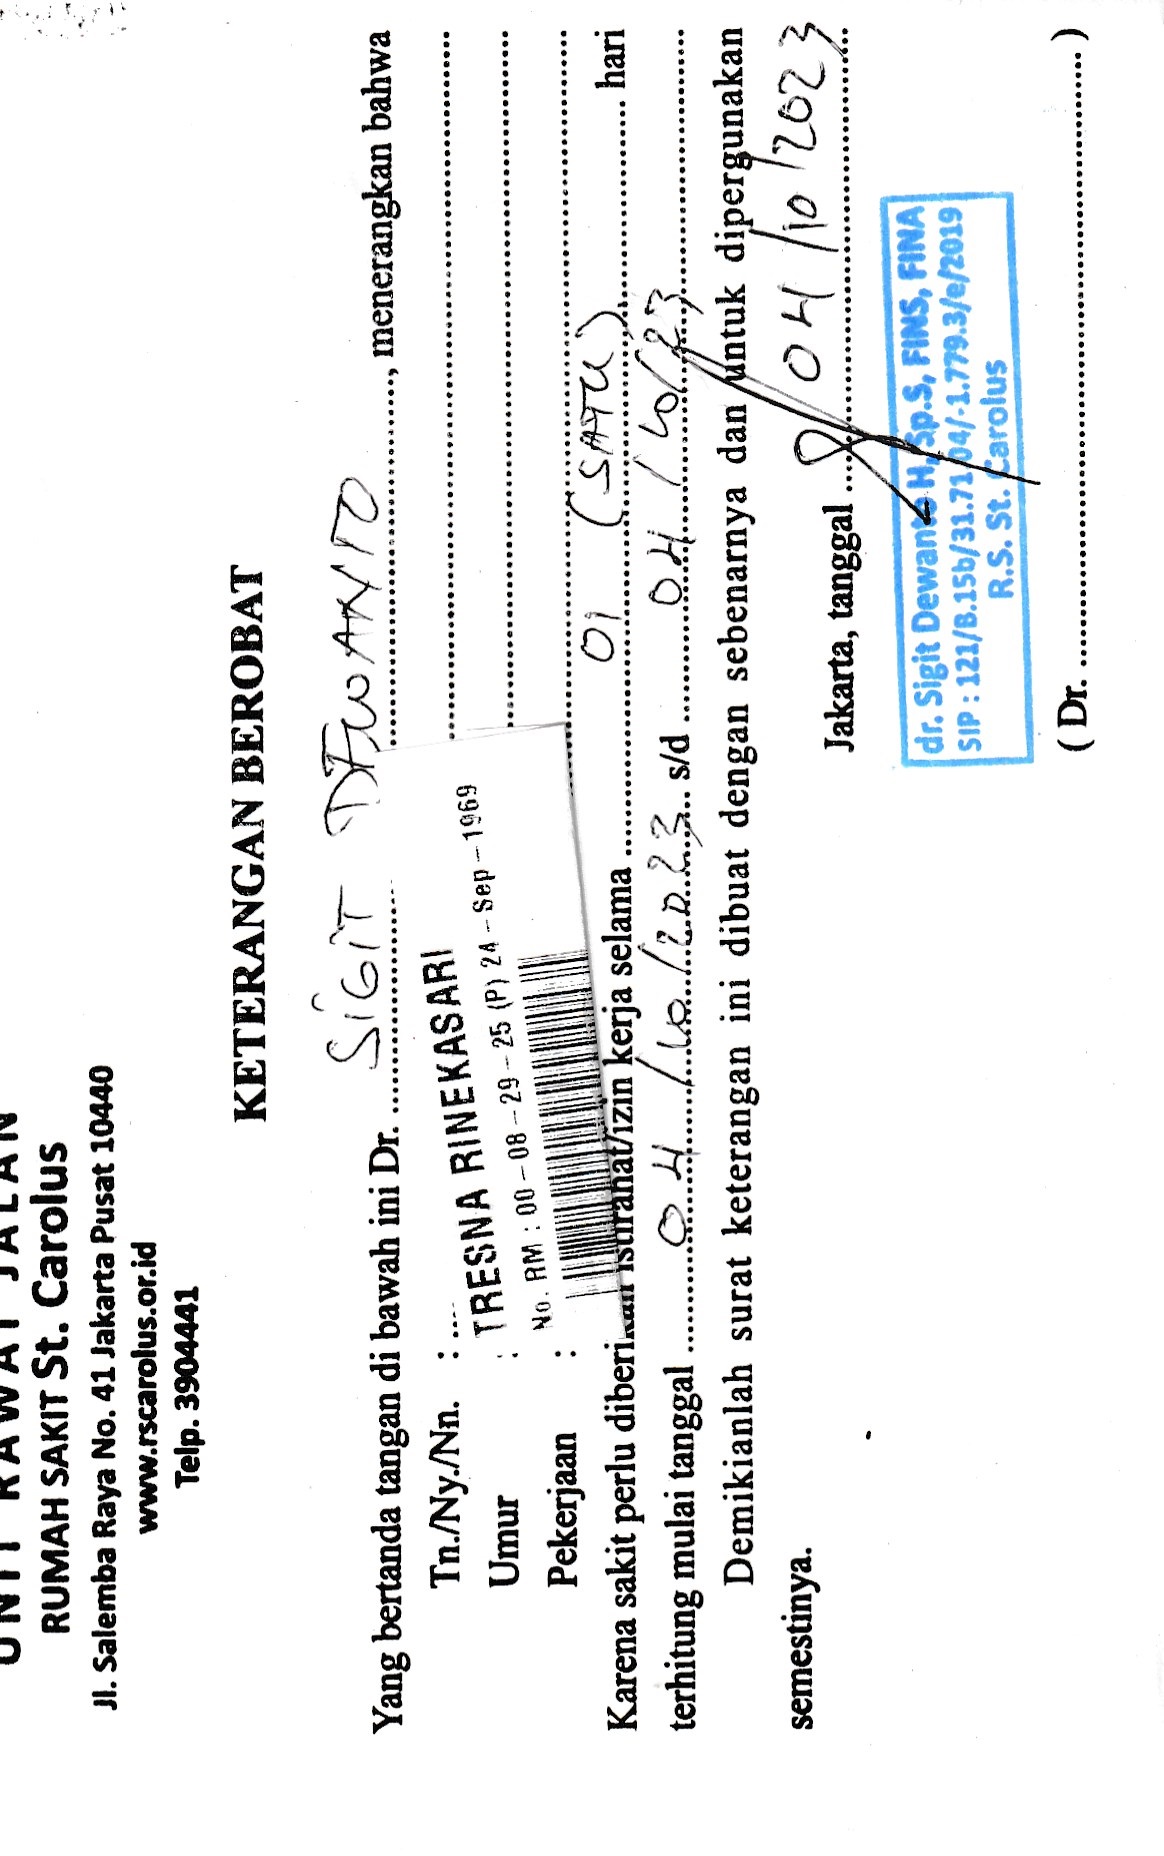 UNIT RAWAT JALAN
RUMAH SAKIT St. Carolus
Jl. Salemba Raya No. 41 Jakarta Pusat 10440
www.rscarolus.or.id
Telp. 3904441
KETERANGAN BEROBAT
Yang bertanda tangan di bawah ini Dr. SIGIT DEWANTO, menerangkan bahwa
Tn./Ny./Nn. : TRESNA RINEKASARI
Umur : No. RM : 00-08-29-25 (P) 24-Sep-1969
Pekerjaan :
Karena sakit perlu diberikan istirahat/izin kerja selama 01 (SATU) hari
terhitung mulai tanggal 04/10/2023 s/d 04/10/23
Demikianlah surat keterangan ini dibuat dengan sebenarnya dan untuk dipergunakan
semestinya.
Jakarta, tanggal 04/10/2023
dr. Sigit Dewanto H, Sp.S, FINS, FINA
SIP : 121/B.15b/31.71.04/-1.779.3/e/2019
R.S. St. Carolus
( Dr. )